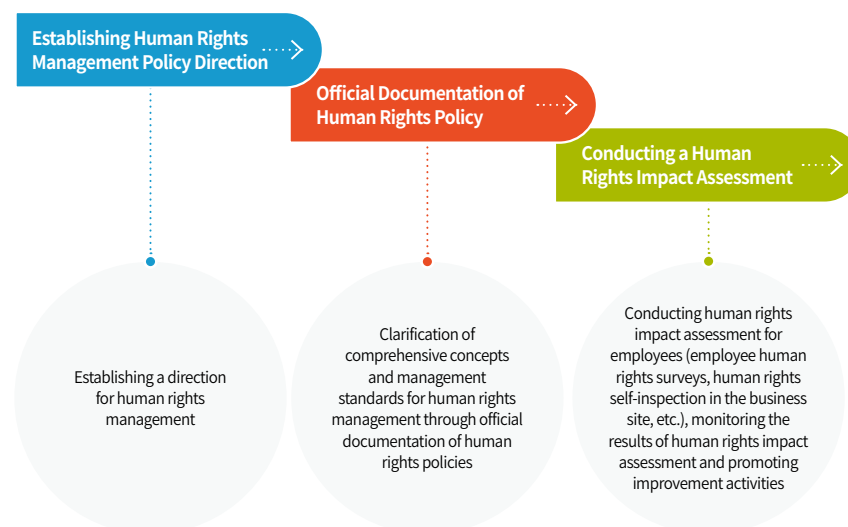 Establishing Human Rights
Management Policy Direction
Official Documentation of
Human Rights Policy
Conducting a Human
Rights Impact Assessment
Establishing a direction
for human rights
management
Clarification of
comprehensive concepts
and management
standards for human rights
management through official
documentation of human
rights policies
Conducting human rights
impact assessment for
employees (employee human
rights surveys, human rights
self-inspection in the business
site, etc.), monitoring the
results of human rights impact
assessment and promoting
improvement activities